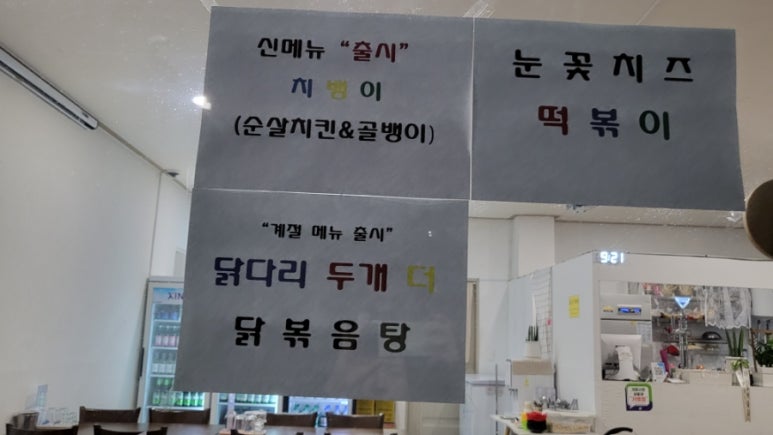 신메뉴 “출시”
치뱅이
(순살치킨&골뱅이)
눈꽃치즈
떡볶이
“계절 메뉴 출시”
닭다리 두개 더
닭볶음탕
9:21